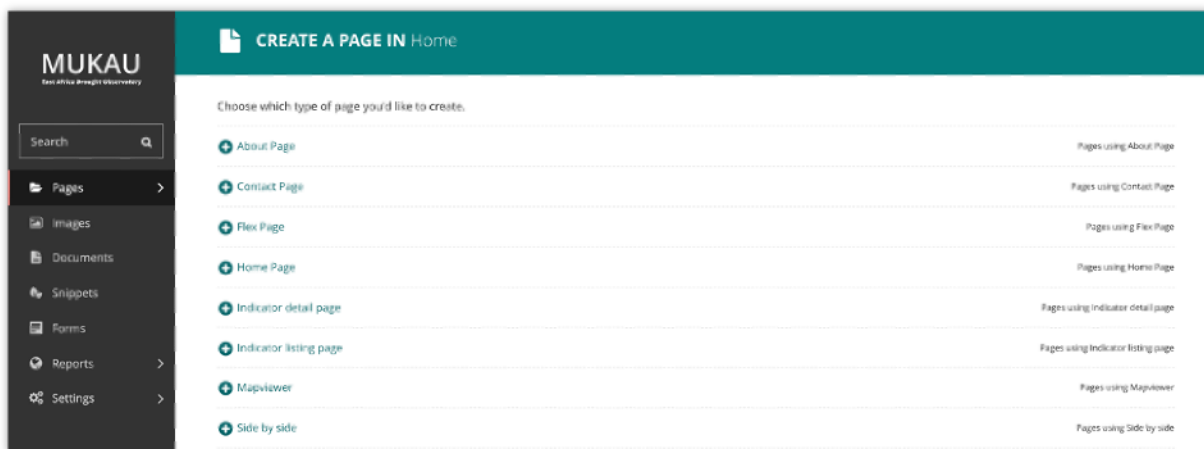 MUKAU
East Africa Drought Observatory
Search
Pages
Images
Documents
Snippets
Forms
Reports
Settings
CREATE A PAGE IN Home
Choose which type of page you'd like to create.
About Page Pages using About Page
Contact Page Pages using Contact Page
Flex Page Pages using Flex Page
Home Page Pages using Home Page
Indicator detail page Pages using Indicator detail page
Indicator listing page Pages using Indicator listing page
Mapviewer Pages using Mapviewer
Side by side Pages using Side by side